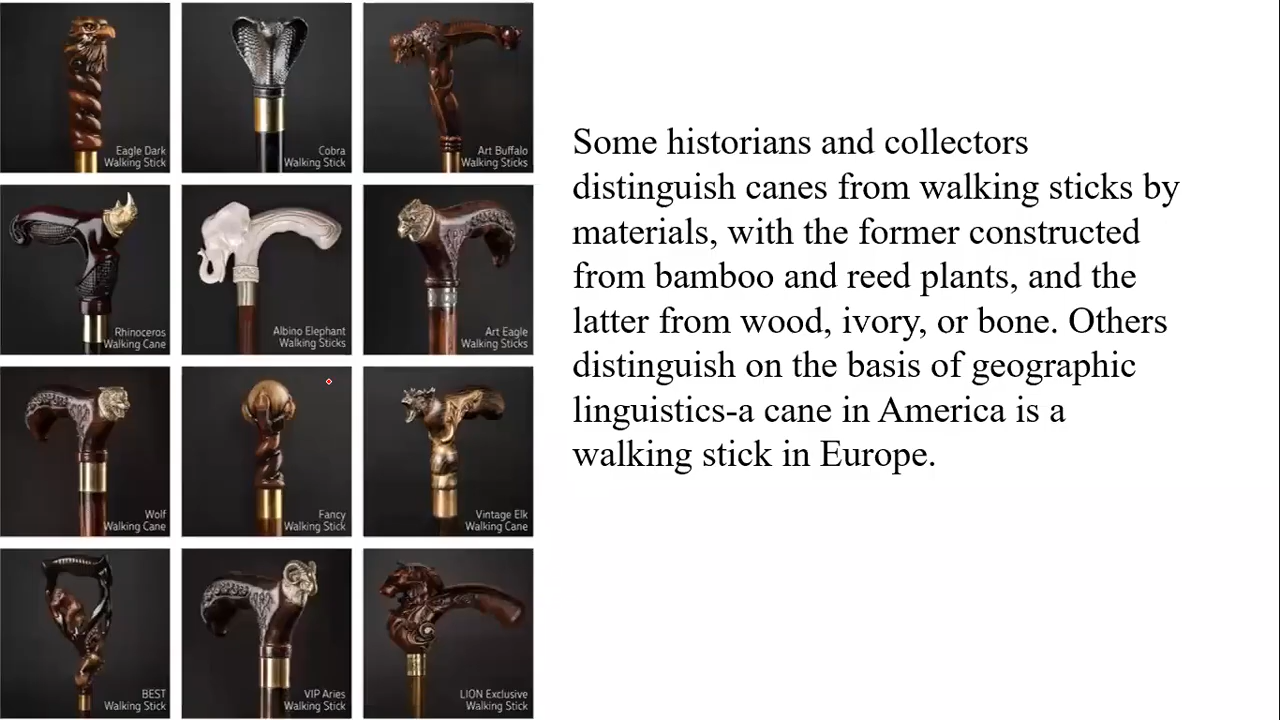 Eagle Dark
Walking Stick
Cobra
Walking Stick
Art Buffalo
Walking Sticks
Rhinoceros
Walking Cane
Albino Elephant
Walking Sticks
Art Eagle
Walking Sticks
Wolf
Walking Cane
Fancy
Walking Stick
Vintage Elk
Walking Cane
BEST
Walking Stick
VIP Aries
Walking Stick
LION Exclusive
Walking Stick
Some historians and collectors
distinguish canes from walking sticks by
materials, with the former constructed
from bamboo and reed plants, and the
latter from wood, ivory, or bone. Others
distinguish on the basis of geographic
linguistics-a cane in America is a
walking stick in Europe.